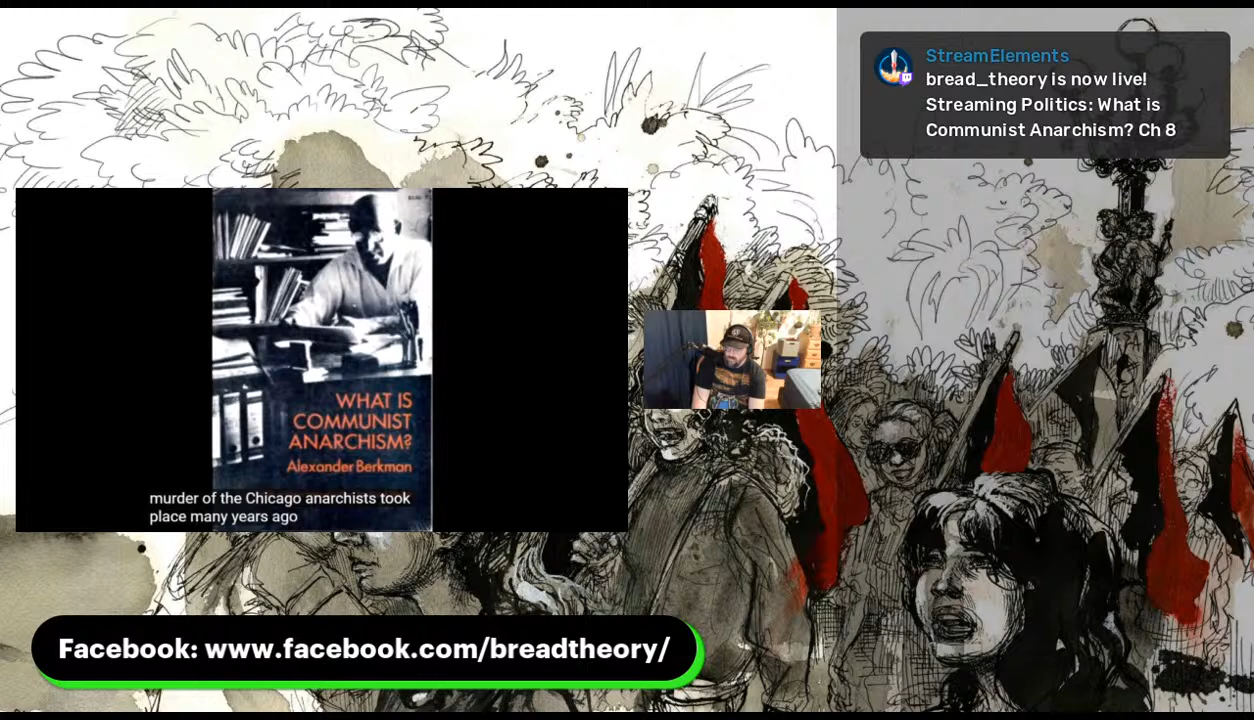 StreamElements
bread_theory is now live!
Streaming Politics: What is
Communist Anarchism? Ch 8
WHAT IS
COMMUNIST
ANARCHISM?
Alexander Berkman
murder of the Chicago anarchists took
place many years ago
Facebook: www.facebook.com/breadtheory/